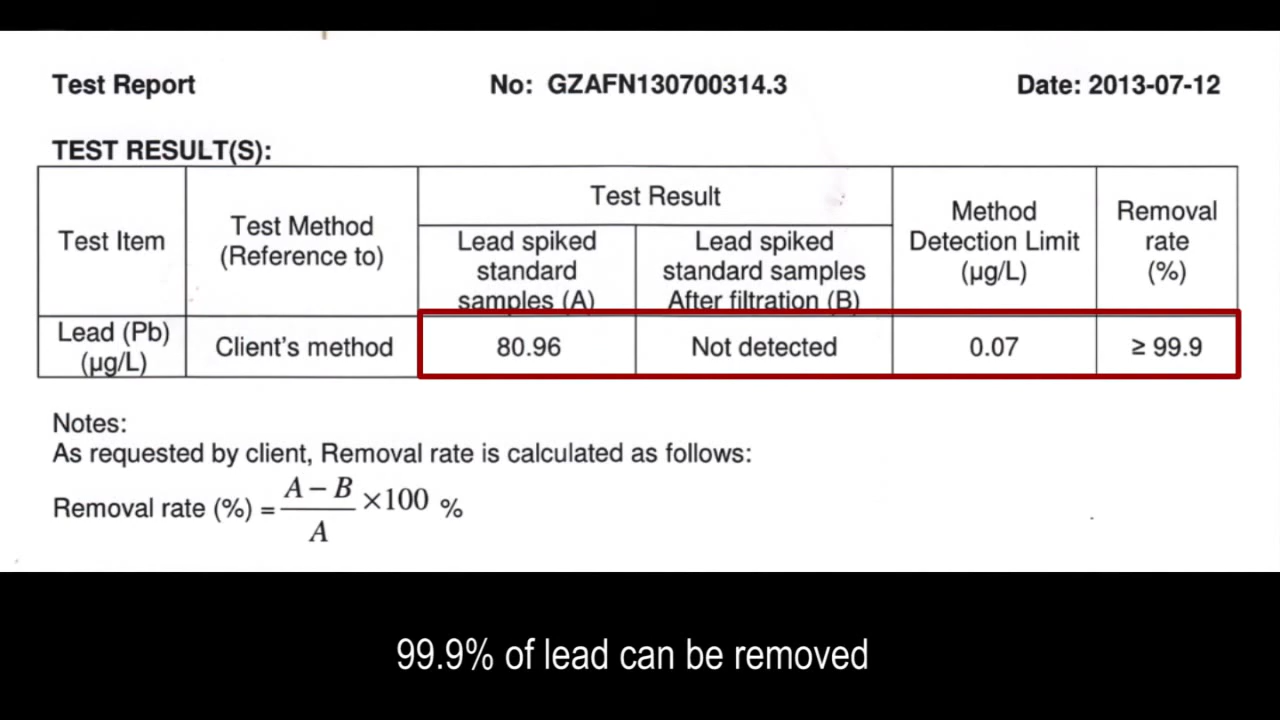 Test Report No: GZAFN130700314.3 Date: 2013-07-12
TEST RESULT(S):
Test Item
Test Method
(Reference to)
Test Result
Lead spiked
standard
samples (A)
Lead spiked
standard samples
After filtration (B)
Method
Detection Limit
(µg/L)
Removal
rate
(%)
Lead (Pb)
(µg/L)
Client's method
80.96
Not detected
0.07
≥ 99.9
Notes:
As requested by client, Removal rate is calculated as follows:
Removal rate (%) = A − B / A ×100 %
99.9% of lead can be removed